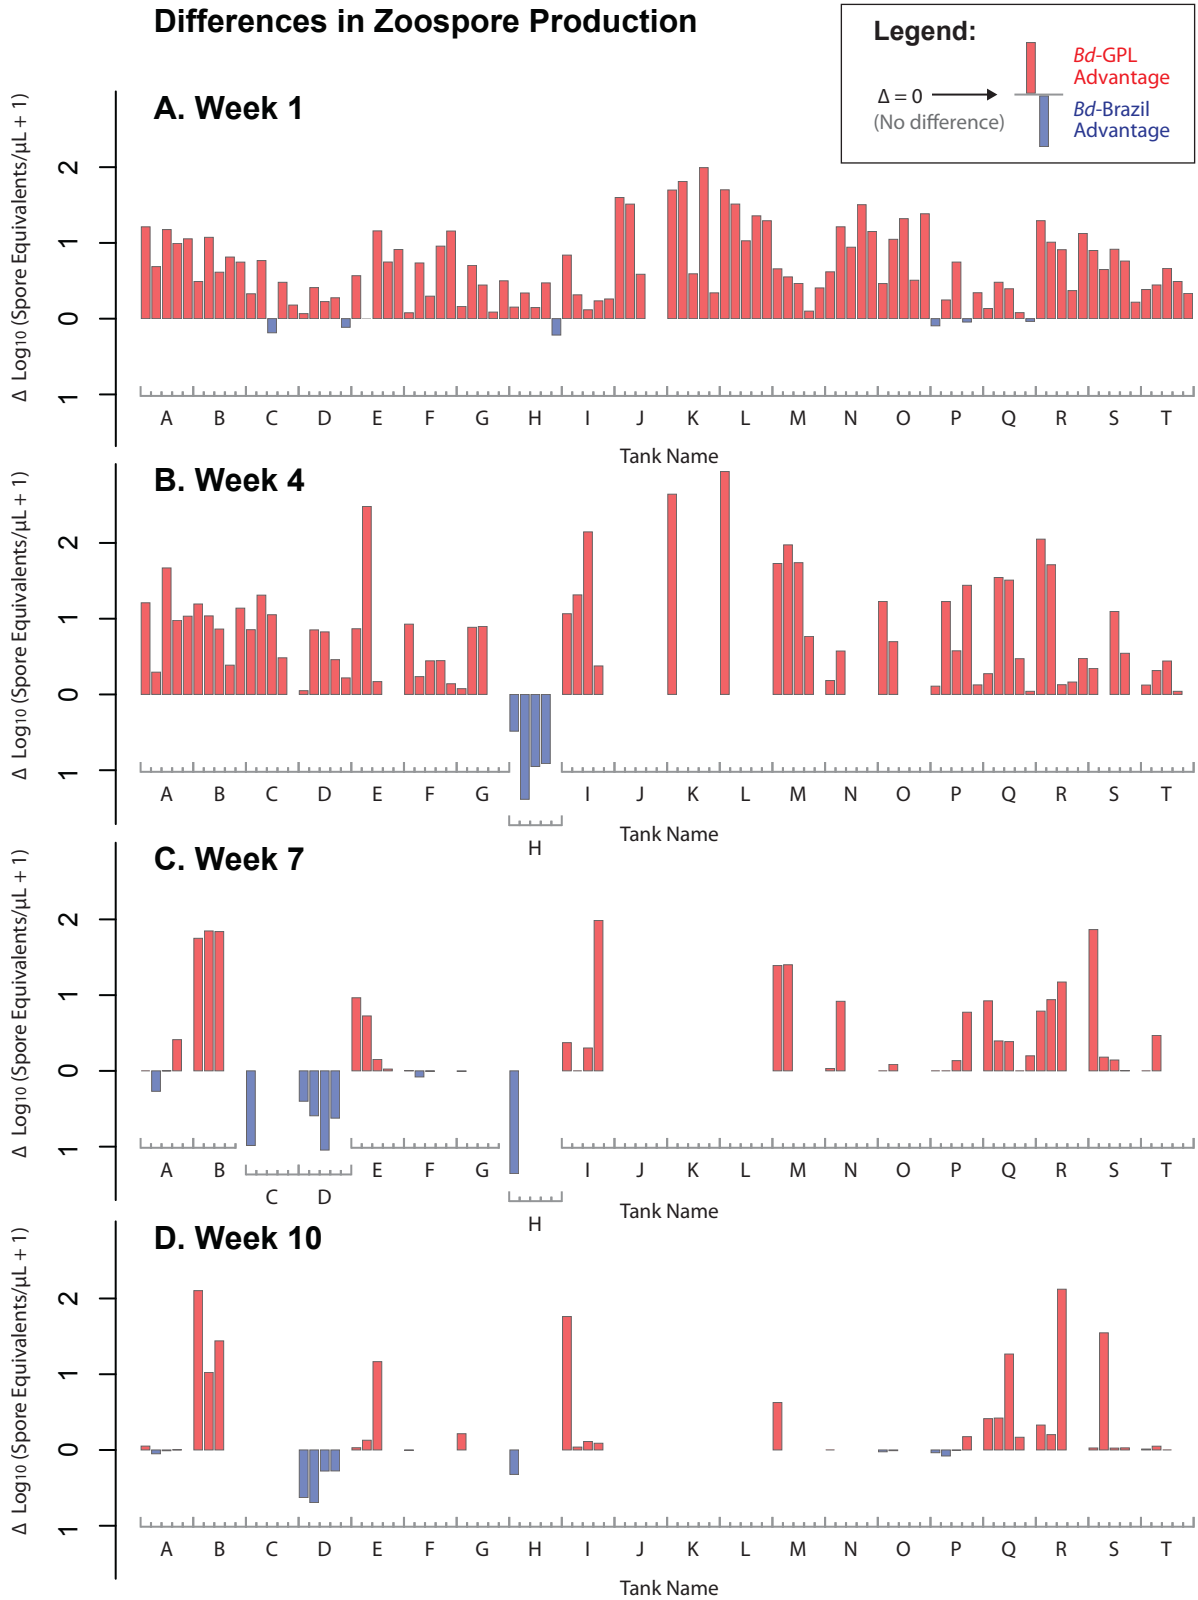 Differences in Zoospore Production
Legend:
Δ = 0
(No difference)
Bd-GPL
Advantage
Bd-Brazil
Advantage
A. Week 1
Δ Log10 (Spore Equivalents/µL + 1)
2
1
0
1
A B C D E F G H I J K L M N O P Q R S T
Tank Name
B. Week 4
Δ Log10 (Spore Equivalents/µL + 1)
2
1
0
1
A B C D E F G I J K L M N O P Q R S T
H
Tank Name
C. Week 7
Δ Log10 (Spore Equivalents/µL + 1)
2
1
0
1
A B E F G I J K L M N O P Q R S T
C D
H
Tank Name
D. Week 10
Δ Log10 (Spore Equivalents/µL + 1)
2
1
0
1
A B C D E F G H I J K L M N O P Q R S T
Tank Name